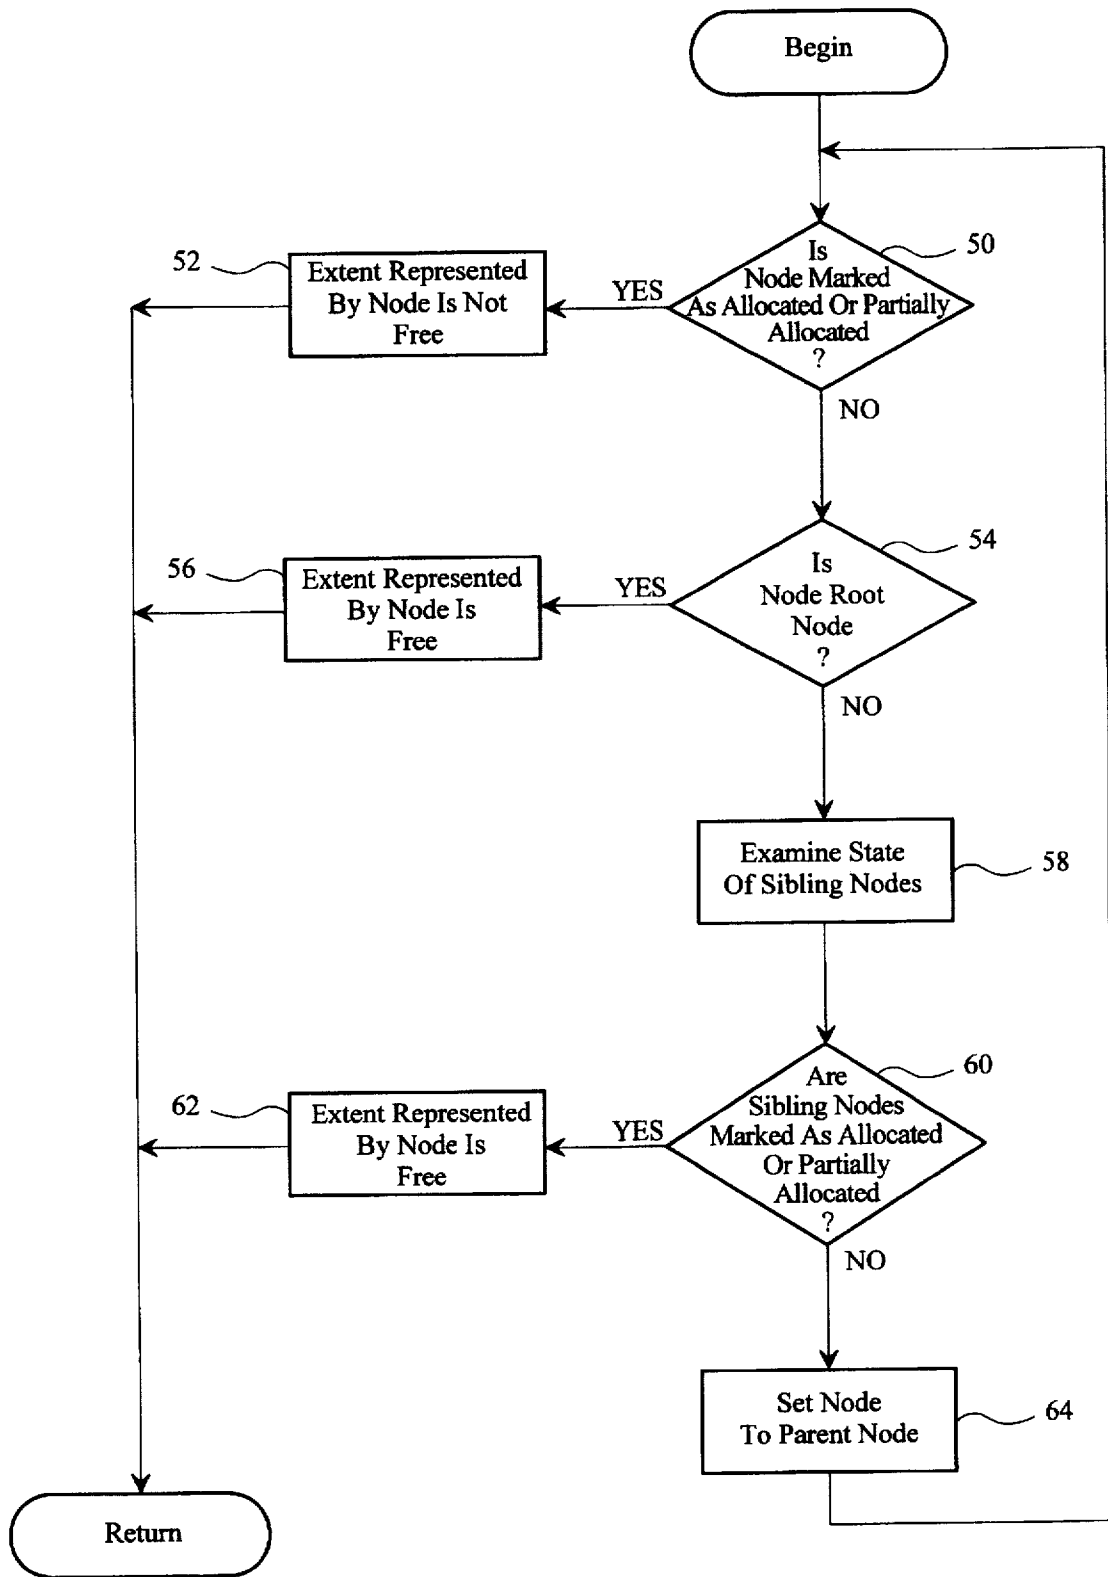 Begin
50
Is
Node Marked
As Allocated Or Partially
Allocated
?
YES
NO
52
Extent Represented
By Node Is Not
Free
54
Is
Node Root
Node
?
YES
NO
56
Extent Represented
By Node Is
Free
Examine State
Of Sibling Nodes
58
60
Are
Sibling Nodes
Marked As Allocated
Or Partially
Allocated
?
YES
NO
62
Extent Represented
By Node Is
Free
Set Node
To Parent Node
64
Return